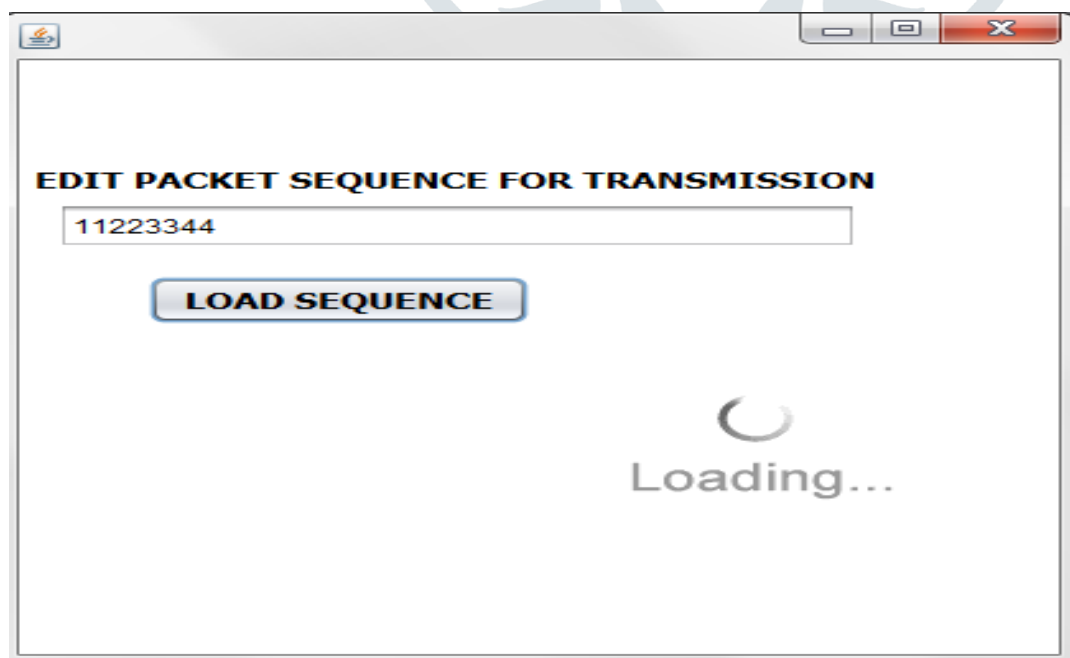 EDIT PACKET SEQUENCE FOR TRANSMISSION
11223344
LOAD SEQUENCE
Loading...